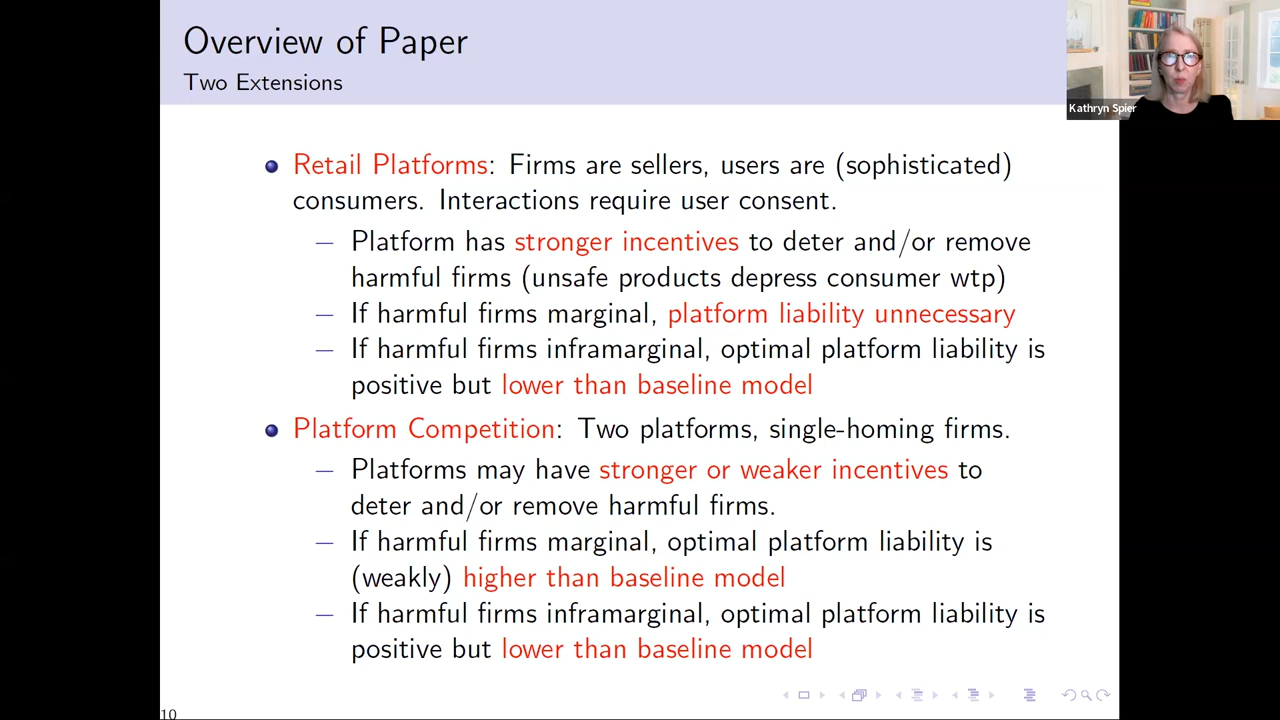 Overview of Paper
Two Extensions
Kathryn Spier
Retail Platforms: Firms are sellers, users are (sophisticated)
consumers. Interactions require user consent.
– Platform has stronger incentives to deter and/or remove
harmful firms (unsafe products depress consumer wtp)
– If harmful firms marginal, platform liability unnecessary
– If harmful firms inframarginal, optimal platform liability is
positive but lower than baseline model
Platform Competition: Two platforms, single-homing firms.
– Platforms may have stronger or weaker incentives to
deter and/or remove harmful firms.
– If harmful firms marginal, optimal platform liability is
(weakly) higher than baseline model
– If harmful firms inframarginal, optimal platform liability is
positive but lower than baseline model
10